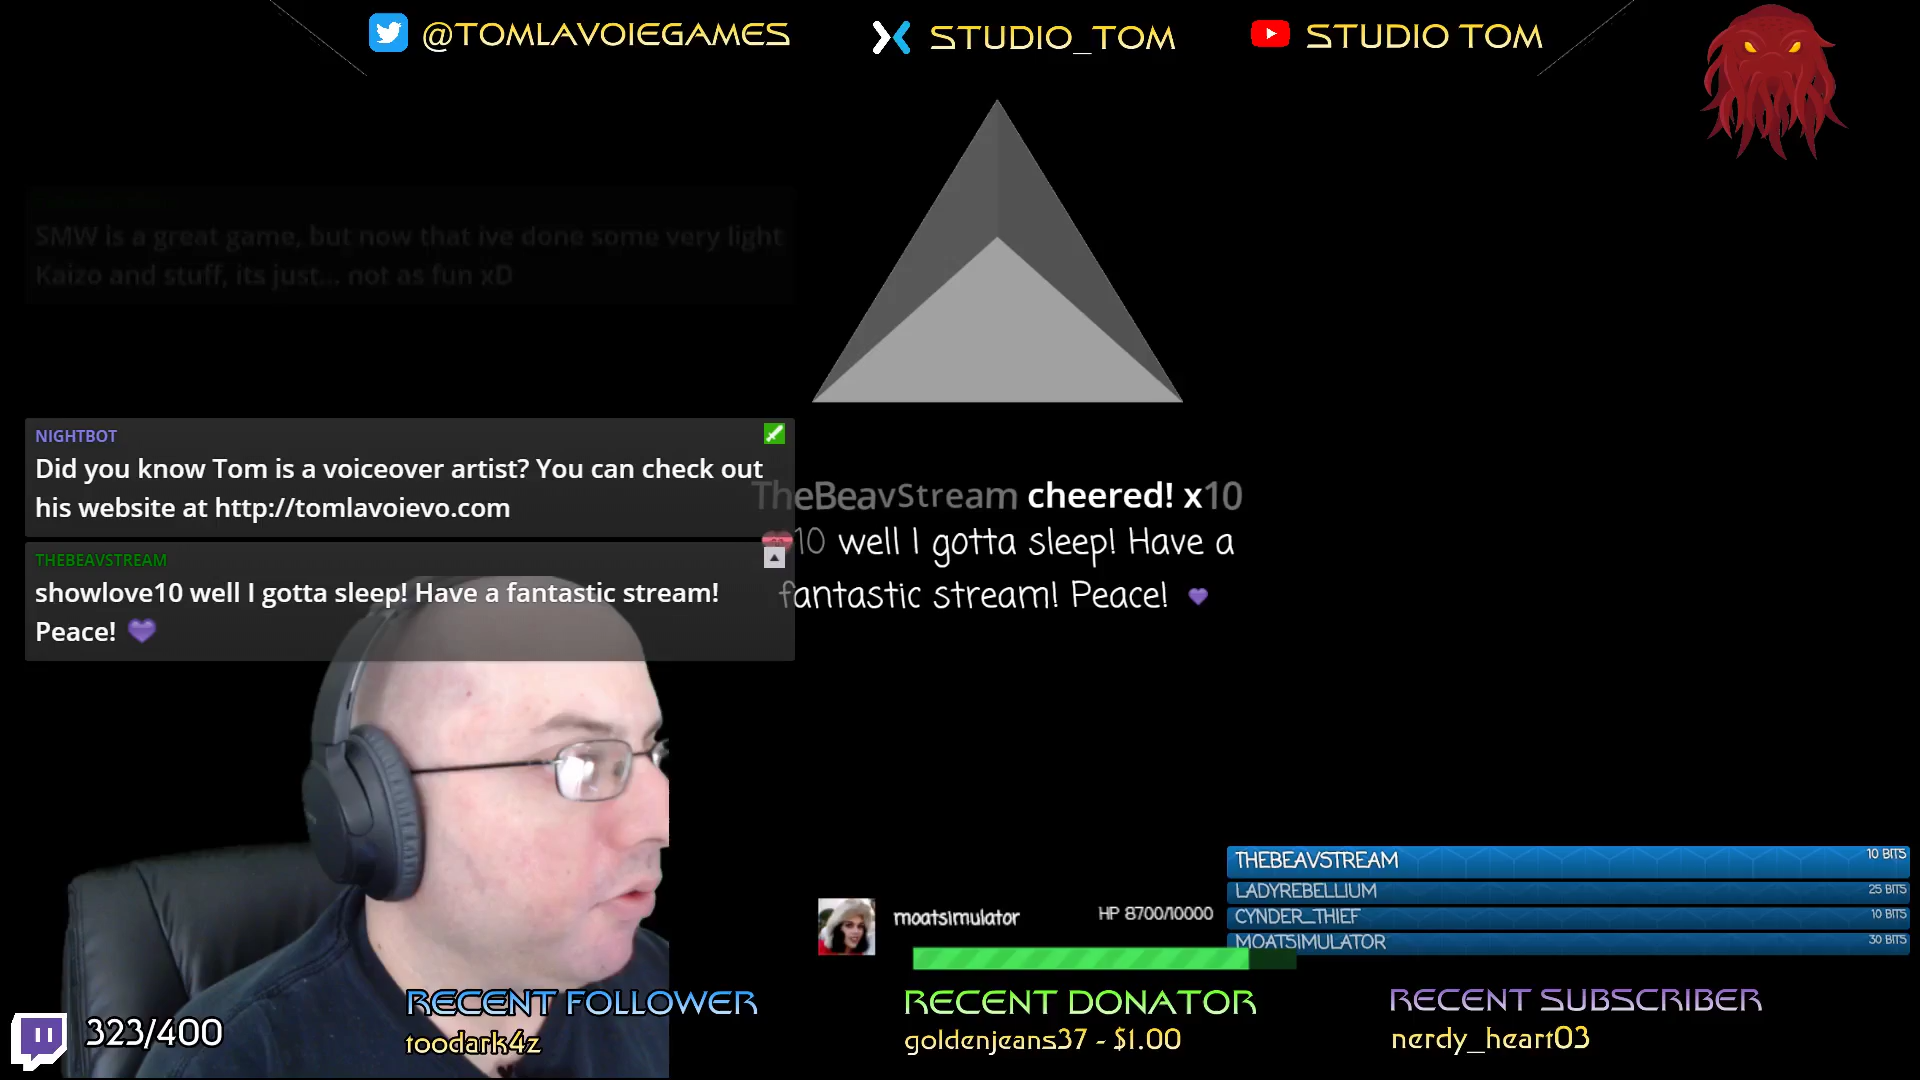 @TOMLAVOIEGAMES
STUDIO_TOM
STUDIO TOM
SMW is a great game, but now that ive done some very light
Kaizo and stuff, its just... not as fun xD
NIGHTBOT
Did you know Tom is a voiceover artist? You can check out
his website at http://tomlavoievo.com
THEBEAVSTREAM
showlove10 well I gotta sleep! Have a fantastic stream!
Peace! 💜
TheBeavStream cheered! x10
10 well I gotta sleep! Have a
fantastic stream! Peace! 💜
THEBEAVSTREAM 10 BITS
LADYREBELLIUM 25 BITS
CYNDER_THIEF 10 BITS
MOATSIMULATOR 30 BITS
moatsimulator HP 8700/10000
323/400
RECENT FOLLOWER
toodark4z
RECENT DONATOR
goldenjeans37 - $1.00
RECENT SUBSCRIBER
nerdy_heart03